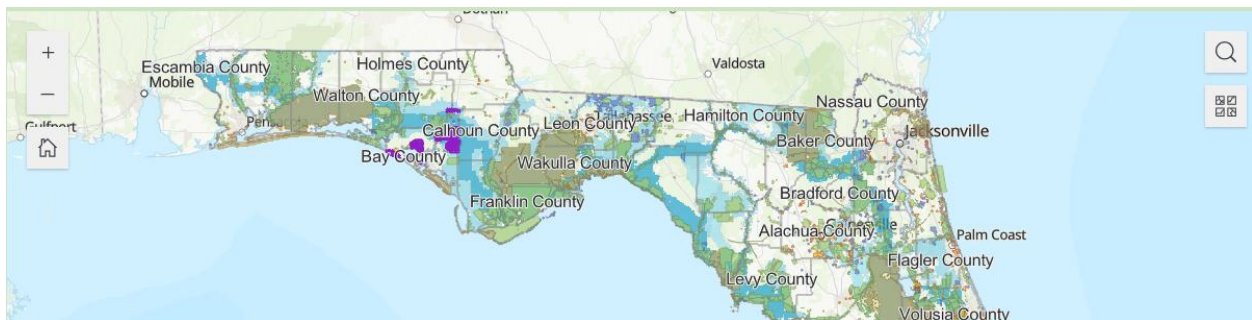 Dothan
+
Valdosta
Escambia County
Holmes County
Mobile
–
Walton County
Nassau County
Hamilton County
Leon County
Calhoun County
Jacksonville
Baker County
Gulfport
Bay County
Wakulla County
Bradford County
Franklin County
Alachua County
Palm Coast
Flagler County
Levy County
Volusia County